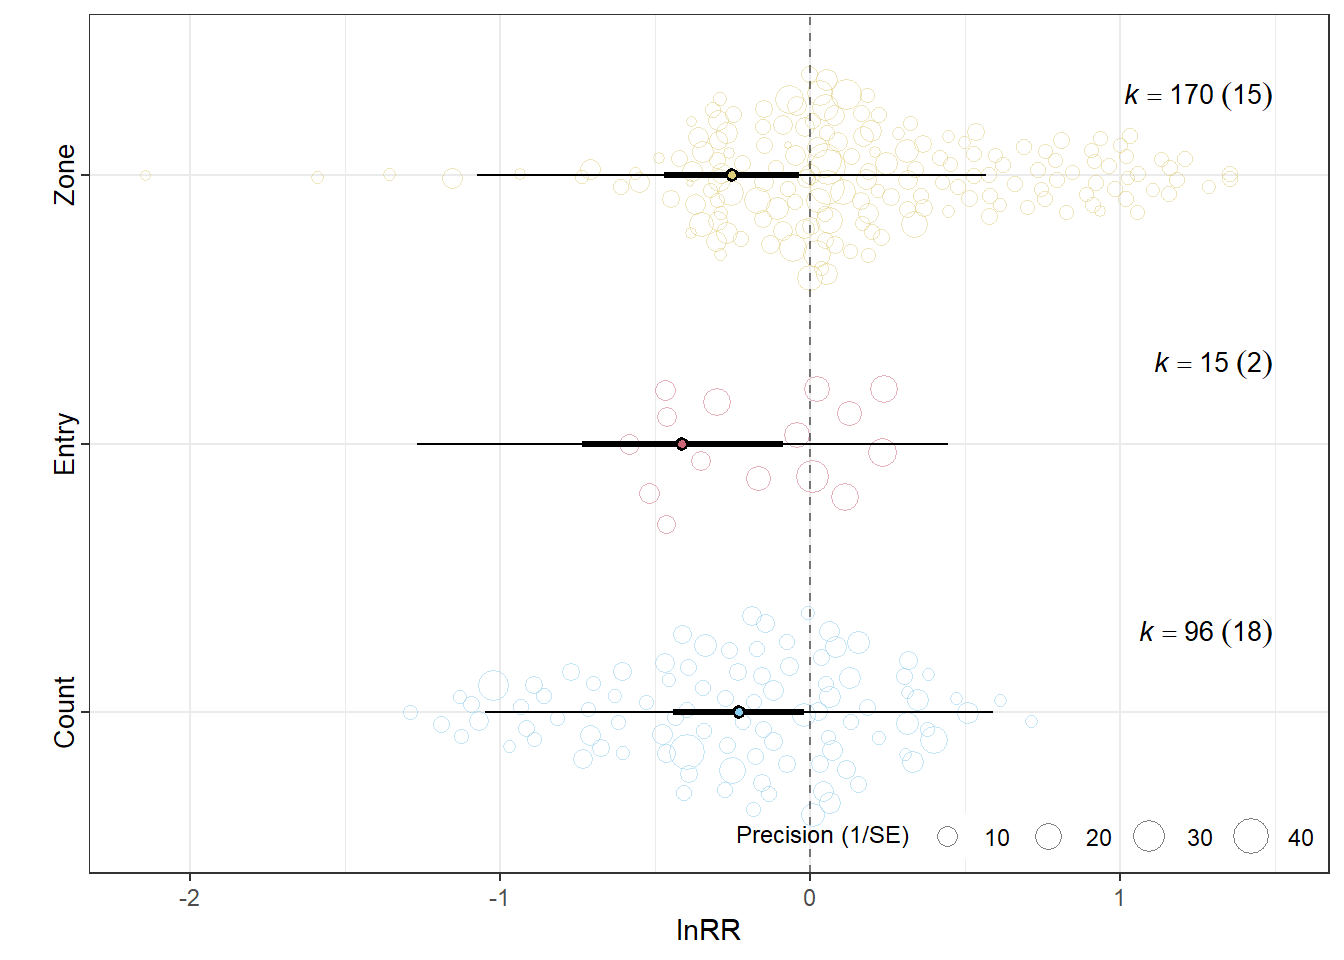 Zone
k = 170 (15)
Entry
k = 15 (2)
Count
k = 96 (18)
Precision (1/SE) 10 20 30 40
-2 -1 0 1
lnRR